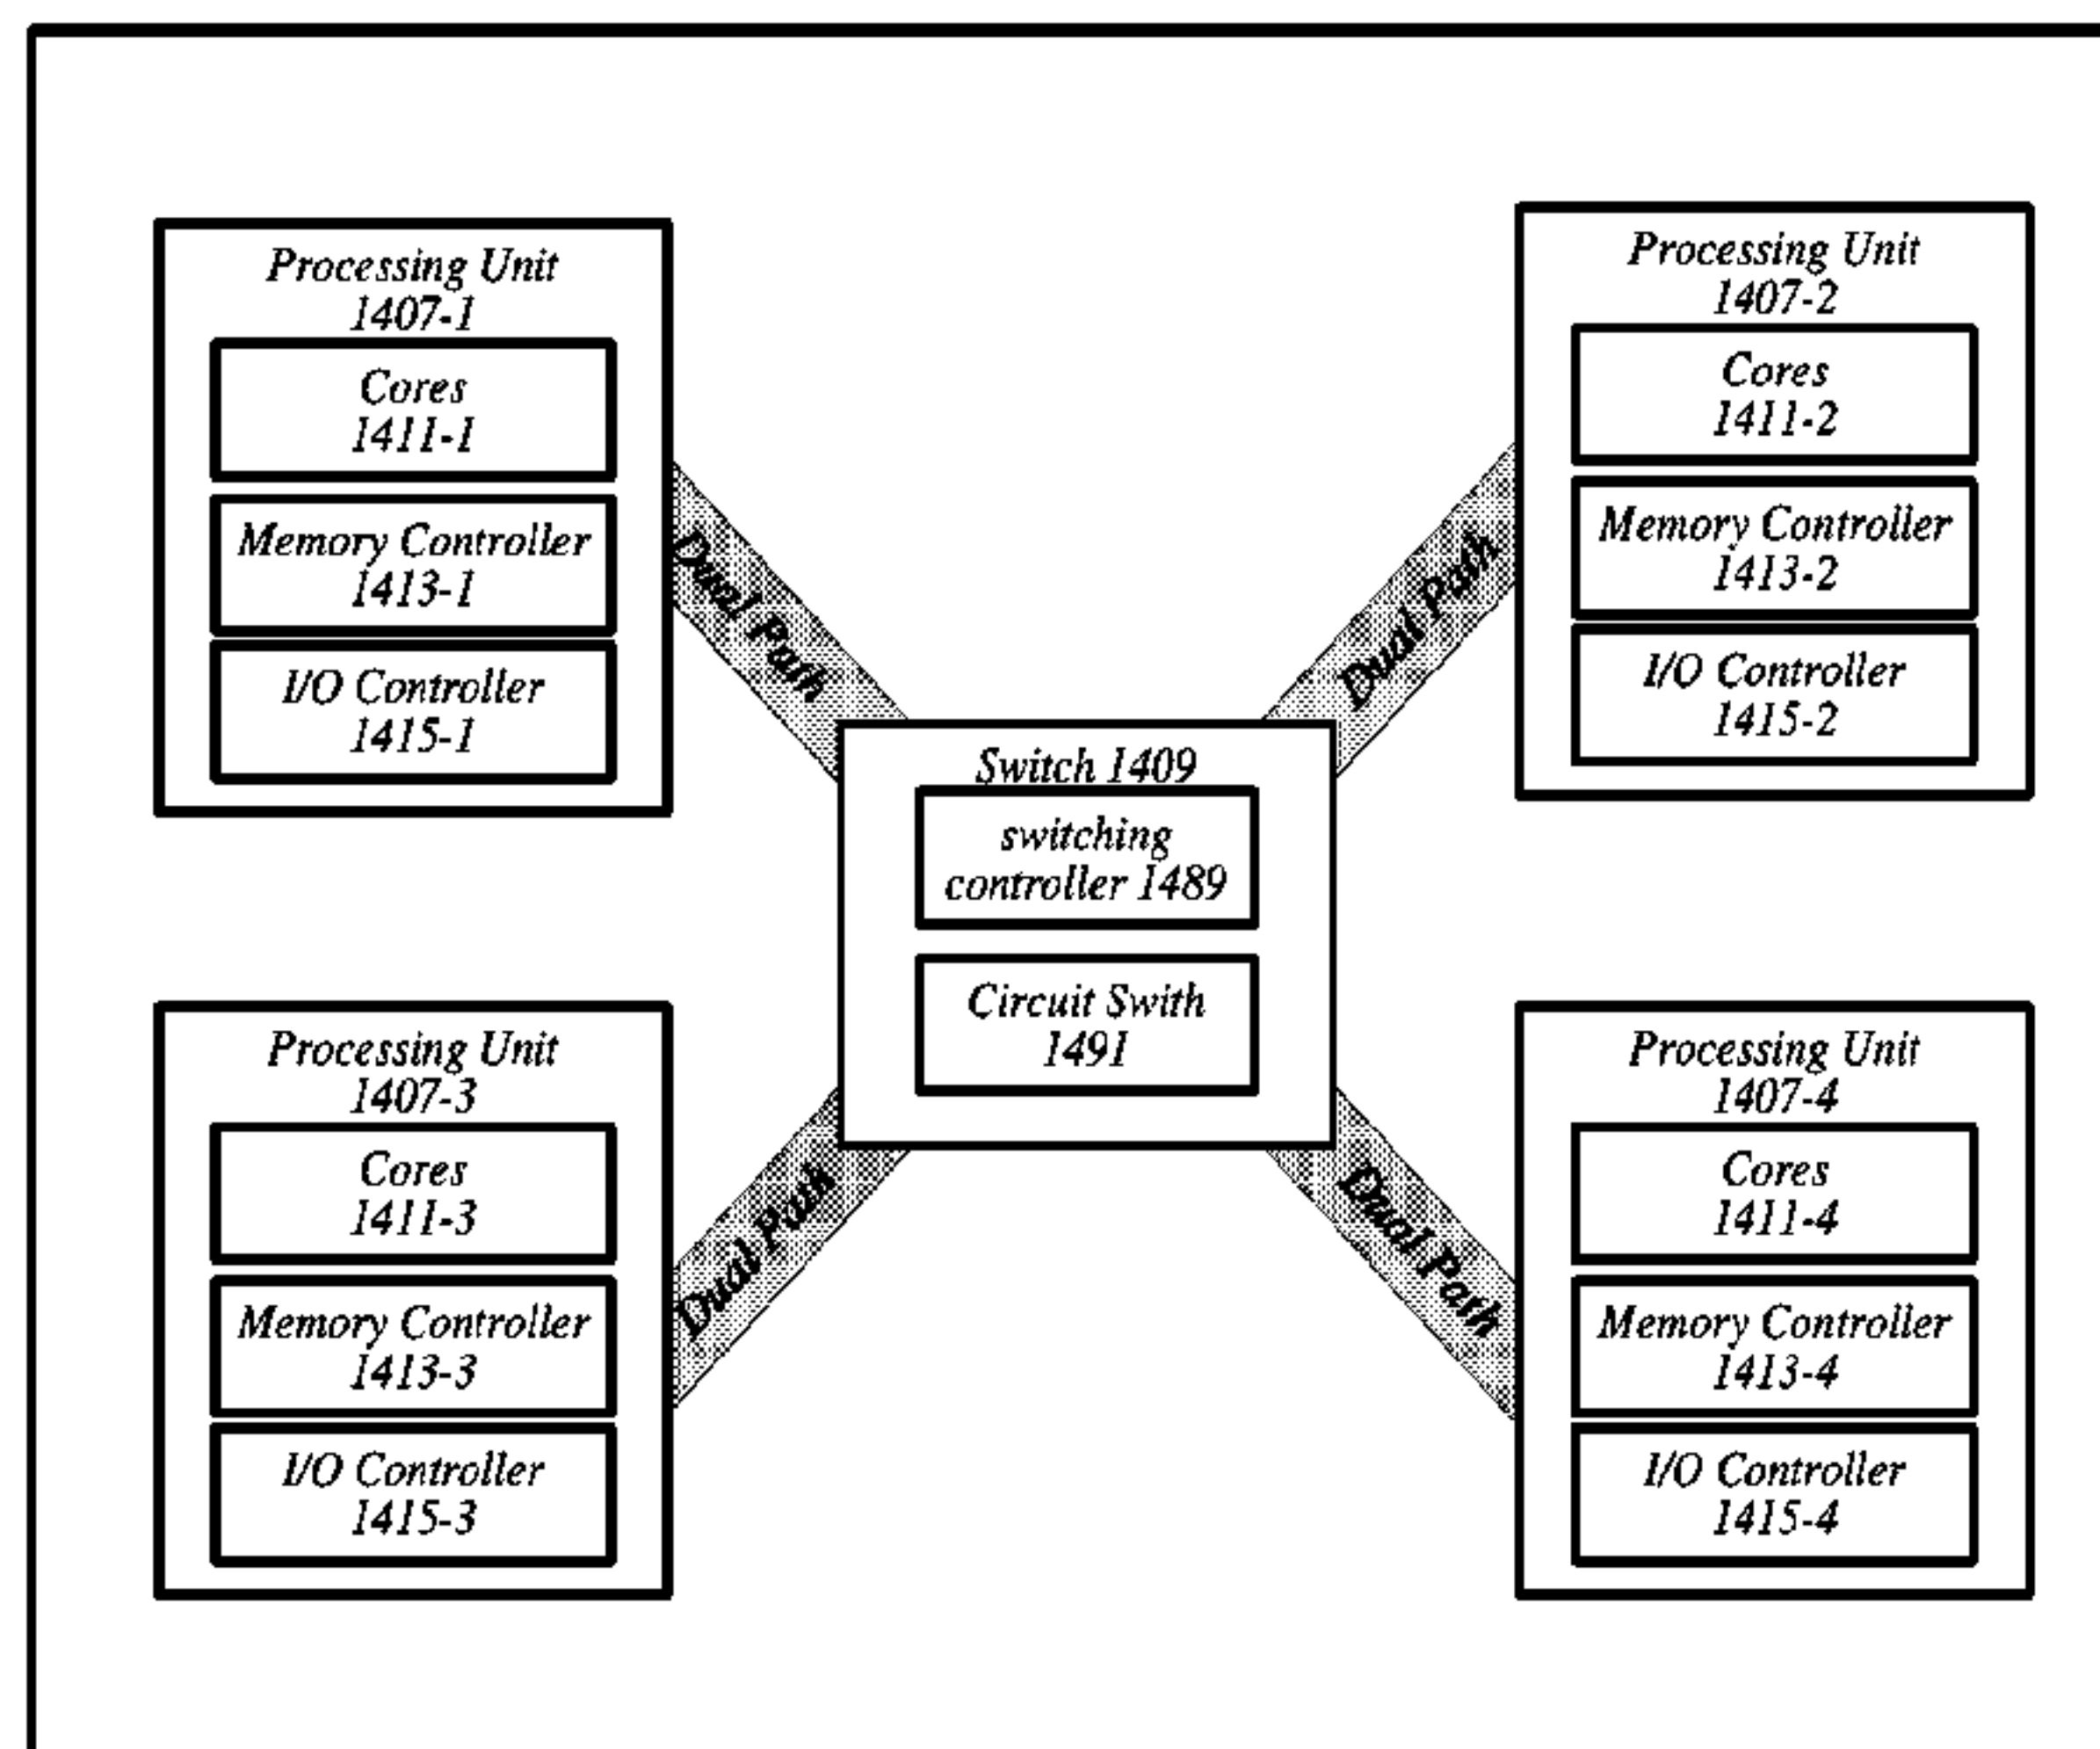 Processing Unit
1407-1
Cores
1411-1
Memory Controller
1413-1
I/O Controller
1415-1
Processing Unit
1407-2
Cores
1411-2
Memory Controller
1413-2
I/O Controller
1415-2
Dual Path
Dual Path
Switch 1409
switching
controller 1489
Circuit Swith
1491
Dual Path
Dual Path
Processing Unit
1407-3
Cores
1411-3
Memory Controller
1413-3
I/O Controller
1415-3
Processing Unit
1407-4
Cores
1411-4
Memory Controller
1413-4
I/O Controller
1415-4